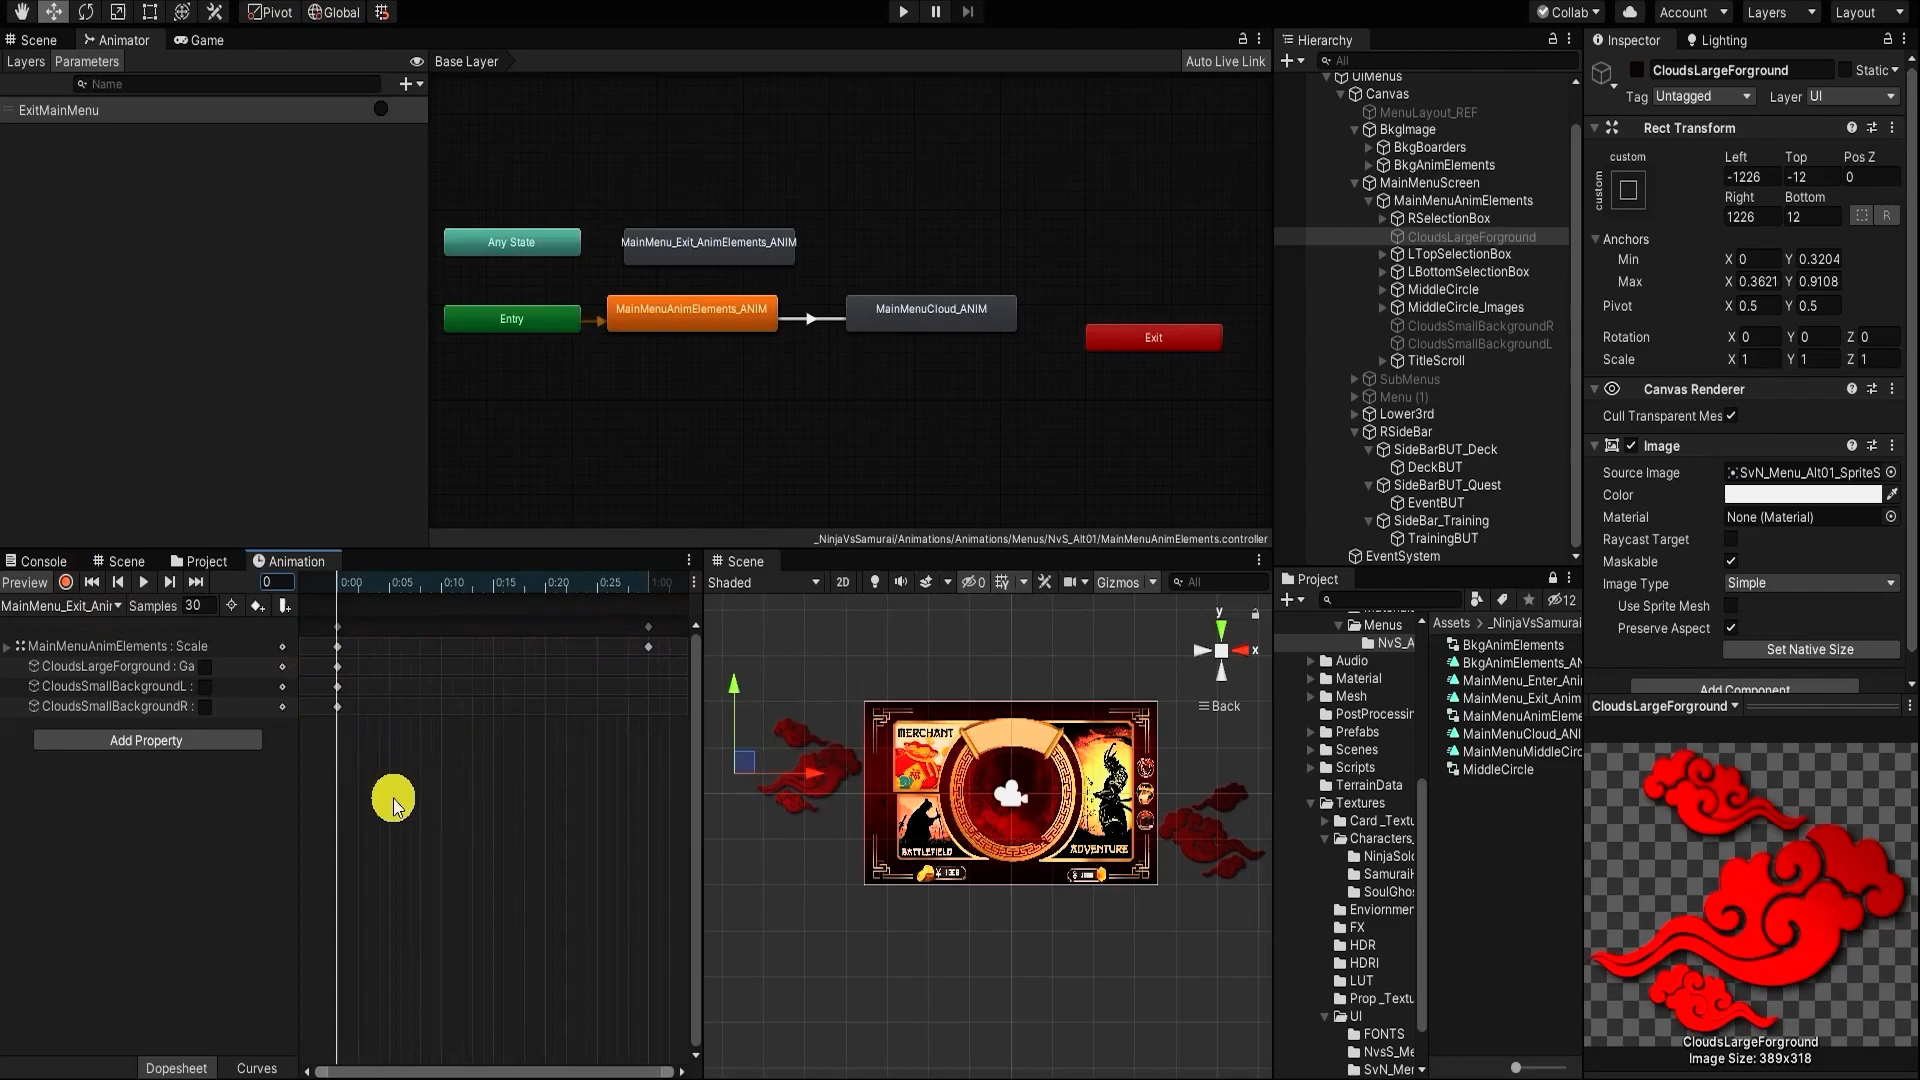 Pivot
Global
Collab
Account
Layers
Layout
Scene
Animator
Game
Layers
Parameters
Base Layer
Auto Live Link
Name
ExitMainMenu
Any State
MainMenu_Exit_AnimElements_ANIM
Entry
MainMenuAnimElements_ANIM
MainMenuCloud_ANIM
Exit
_NinjaVsSamurai/Animations/Animations/Menus/NvS_Alt01/MainMenuAnimElements.controller
Hierarchy
All
UIMenus
Canvas
MenuLayout_REF
BkgImage
BkgBoarders
BkgAnimElements
MainMenuScreen
MainMenuAnimElements
RSelectionBox
CloudsLargeForground
LTopSelectionBox
LBottomSelectionBox
MiddleCircle
MiddleCircle_Images
CloudsSmallBackgroundR
CloudsSmallBackgroundL
TitleScroll
SubMenus
Menu (1)
Lower3rd
RSideBar
SideBarBUT_Deck
DeckBUT
SideBarBUT_Quest
EventBUT
SideBar_Training
TrainingBUT
EventSystem
Inspector
Lighting
CloudsLargeForground
Static
Tag Untagged
Layer UI
Rect Transform
custom
custom
Left Top Pos Z
-1226 -12 0
Right Bottom
1226 12
R
Anchors
Min X 0 Y 0.3204
Max X 0.3621 Y 0.9108
Pivot X 0.5 Y 0.5
Rotation X 0 Y 0 Z 0
Scale X 1 Y 1 Z 1
Canvas Renderer
Cull Transparent Mes
Image
Source Image SvN_Menu_Alt01_SpriteS
Color
Material None (Material)
Raycast Target
Maskable
Image Type Simple
Use Sprite Mesh
Preserve Aspect
Set Native Size
Add Component
CloudsLargeForground
CloudsLargeForground
Image Size: 389x318
Console
Scene
Project
Animation
Preview
0
0:00 0:05 0:10 0:15 0:20 0:25 1:00
MainMenu_Exit_Anir
Samples 30
MainMenuAnimElements : Scale
CloudsLargeForground : Ga
CloudsSmallBackgroundL :
CloudsSmallBackgroundR :
Add Property
Dopesheet
Curves
Scene
Shaded
2D
0
Gizmos
All
y
x
Back
MERCHANT
BATTLEFIELD
ADVENTURE
Project
12
Menus
NvS_A
Audio
Material
Mesh
PostProcessin
Prefabs
Scenes
Scripts
TerrainData
Textures
Card_Textu
Characters_
NinjaSold
SamuraiH
SoulGhos
Enviornmer
FX
HDR
HDRI
LUT
Prop_Textu
UI
FONTS
NvsS_Me
SvN_Mer
Assets > _NinjaVsSamurai
BkgAnimElements
BkgAnimElements_AN
MainMenu_Enter_Anin
MainMenu_Exit_Anim
MainMenuAnimEleme
MainMenuCloud_ANI
MainMenuMiddleCirc
MiddleCircle